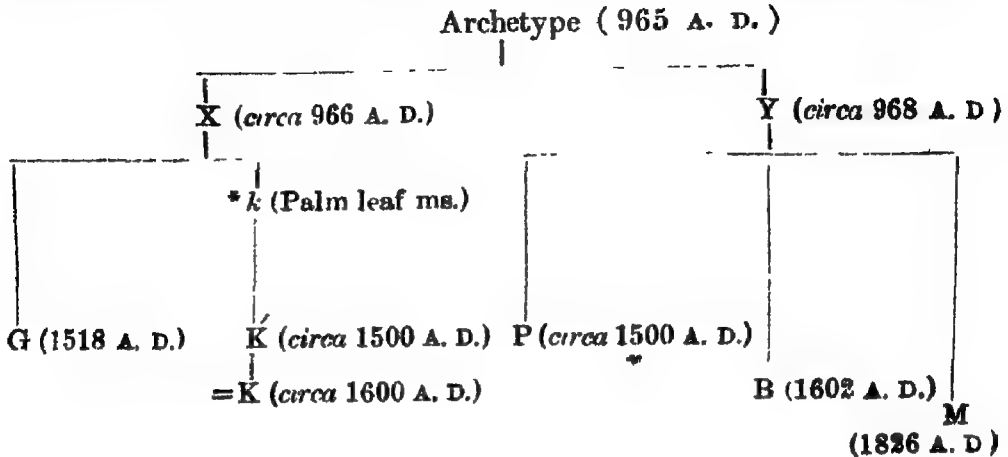 Archetype ( 965 A. D. )
X (circa 966 A. D.) Y (circa 968 A. D )
*k (Palm leaf ms.)
G (1518 A. D.) Ḱ (circa 1500 A. D.) P (circa 1500 A. D.)
=K (circa 1600 A. D.) B (1602 A. D.)
M
(1826 A. D )